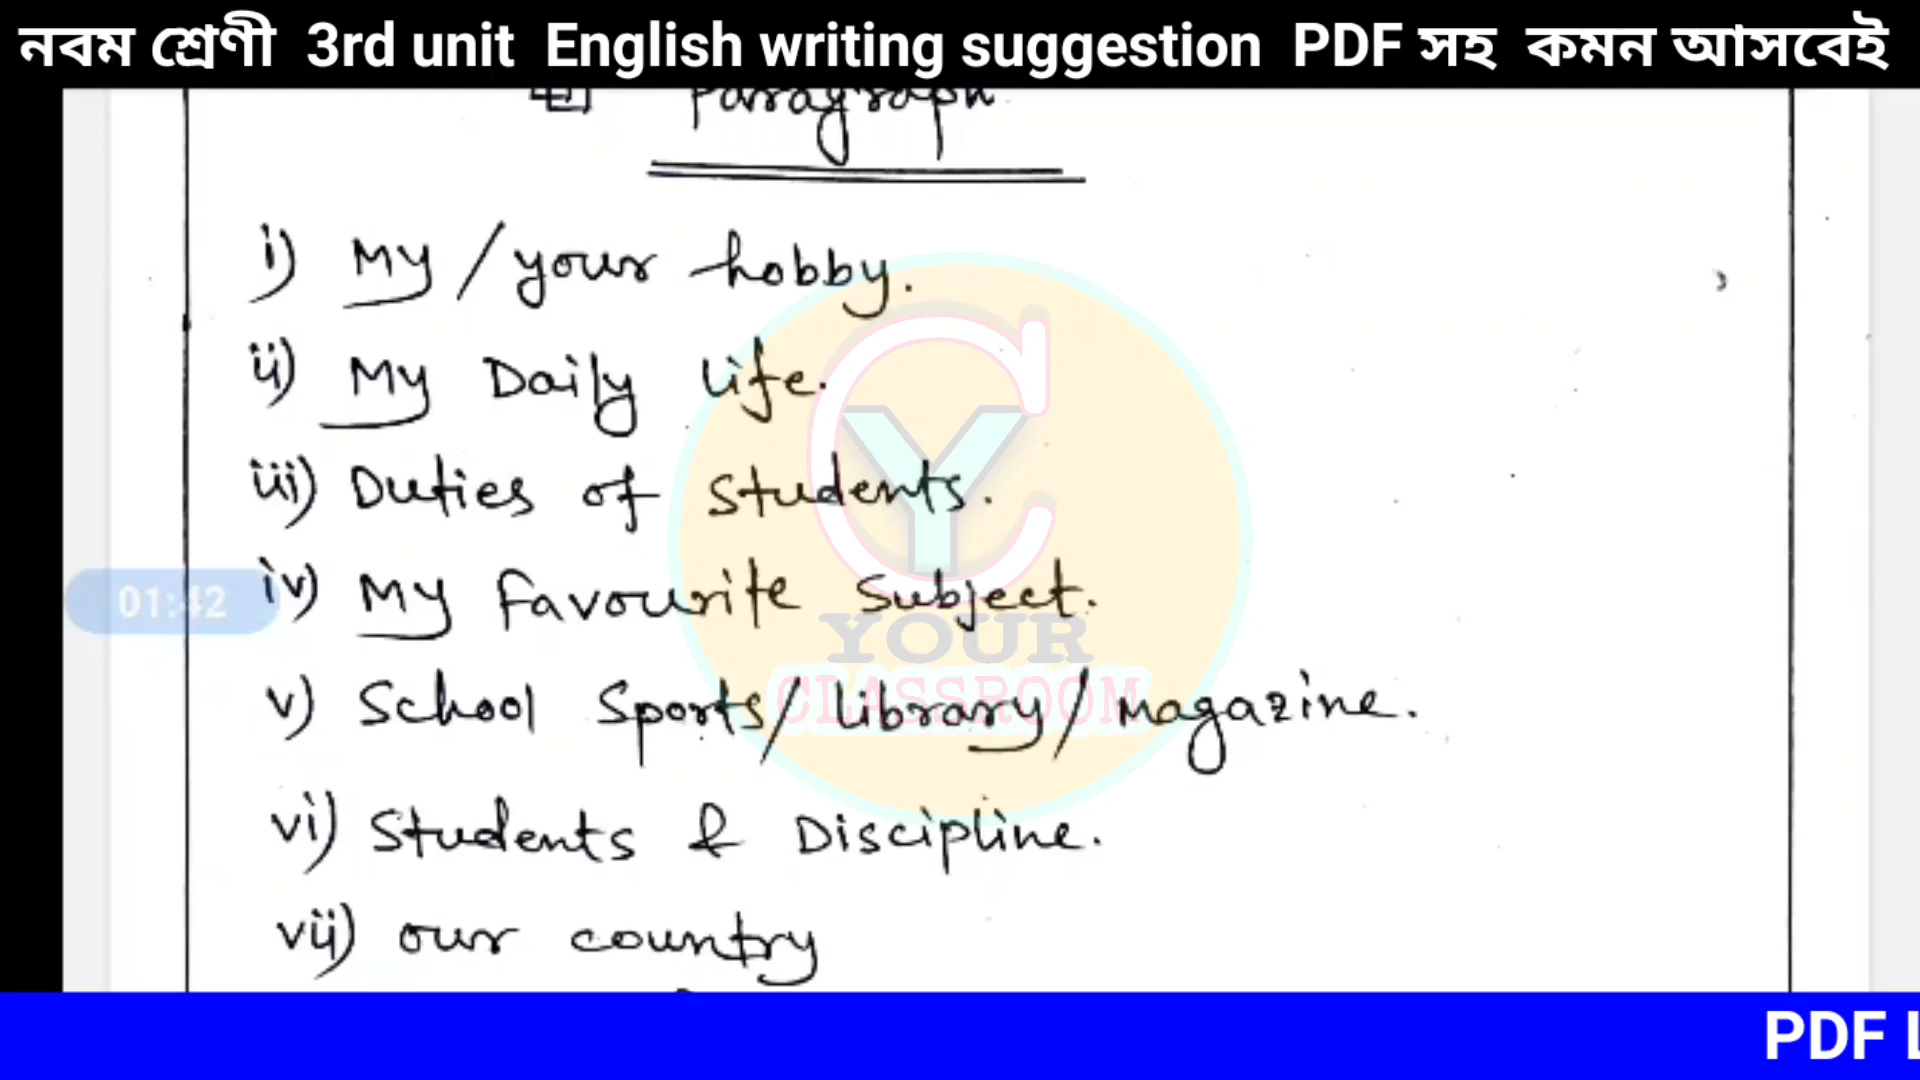 নবম শ্রেণী 3rd unit English writing suggestion PDF সহ কমন আসবেই
Paragraph
i) My / your hobby.
ii) My Daily life.
iii) Duties of Students.
iv) My favourite Subject.
v) School Sports / library / magazine.
vi) Students & Discipline.
vii) our country
01:42
YC
YOUR
CLASSROOM
PDF L